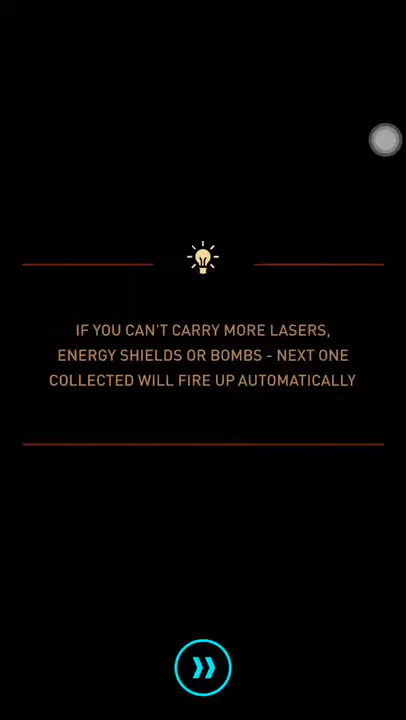 IF YOU CAN'T CARRY MORE LASERS,
ENERGY SHIELDS OR BOMBS - NEXT ONE
COLLECTED WILL FIRE UP AUTOMATICALLY